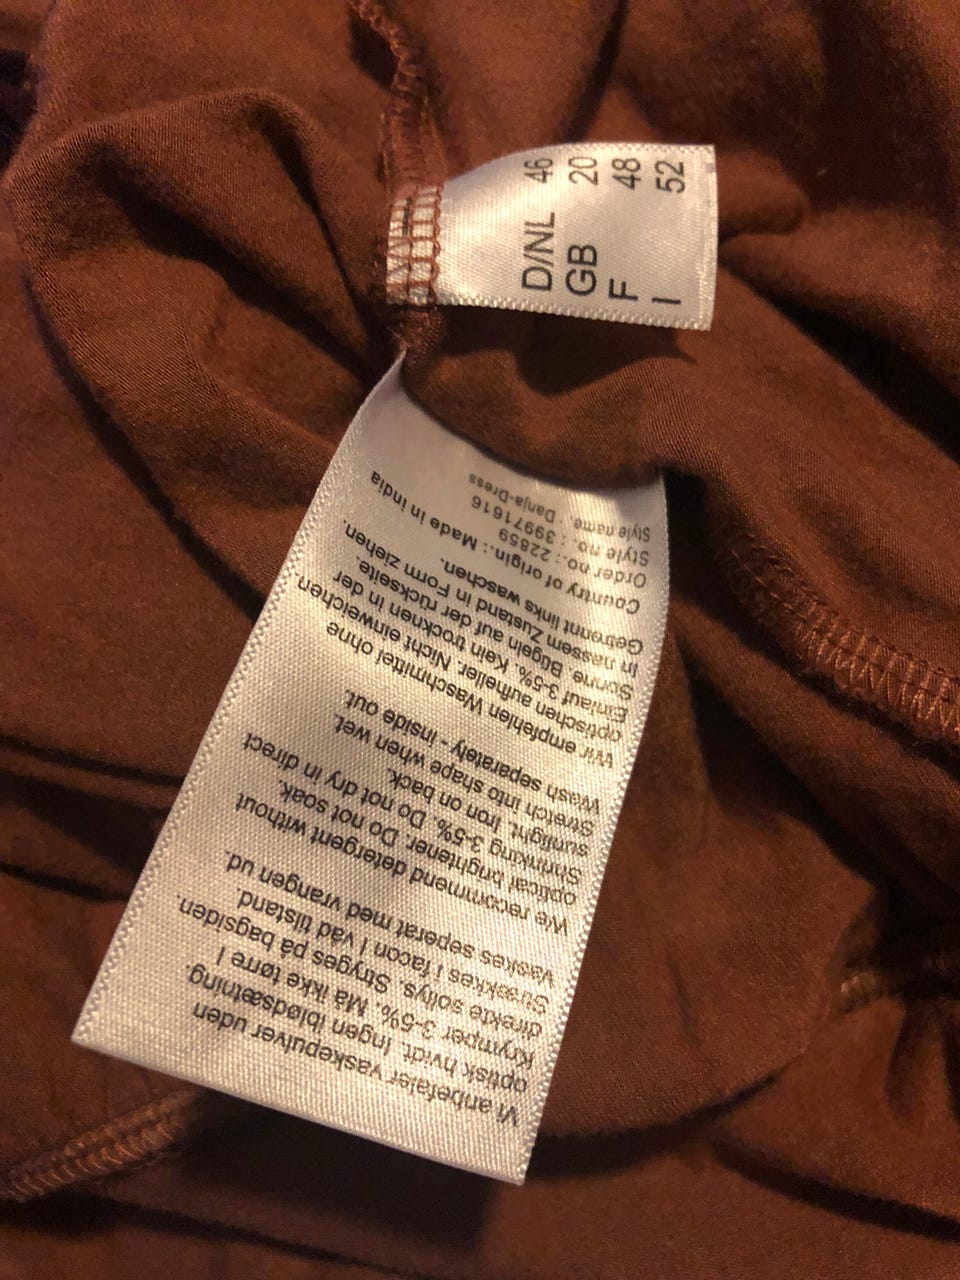 D/NL 46
GB 20
F 48
I 52
Vi anbefaler vaskepulver uden
optisk hvidt. Ingen iblødsætning.
Krymper 3-5%. Må ikke tørre I
direkte sollys. Stryges på bagsiden.
Strækkes i facon I våd tilstand.
Vaskes seperat med vrangen ud.
We recommend detergent without
optical brightener. Do not soak.
Shrinking 3-5%. Do not dry in direct
sunlight. Iron on back.
Stretch into shape when wet.
Wash separately - inside out.
Wir empfehlen Waschmittel ohne
optischen aufheller. Nicht einweichen
Einlauf 3-5%. Kein trocknen in der
Sonne. Bügeln auf der rückseite.
In nassem Zustand in Form ziehen.
Getrennt links waschen.
Country of origin.: Made in India
Order no.: 22859
Style no. : 39971616
Style name. : Danja-Dress